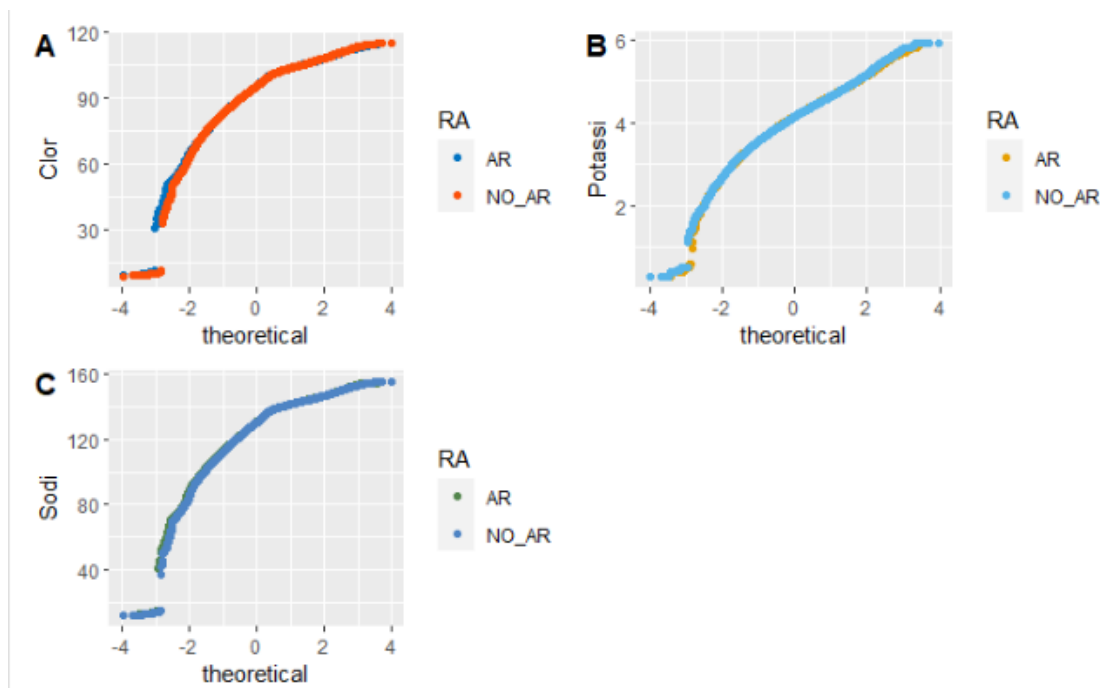 A
120
90
60
30
Clor
-4 -2 0 2 4
theoretical
RA
AR
NO_AR
B
6
4
2
Potassi
-4 -2 0 2 4
theoretical
RA
AR
NO_AR
C
160
120
80
40
Sodi
-4 -2 0 2 4
theoretical
RA
AR
NO_AR